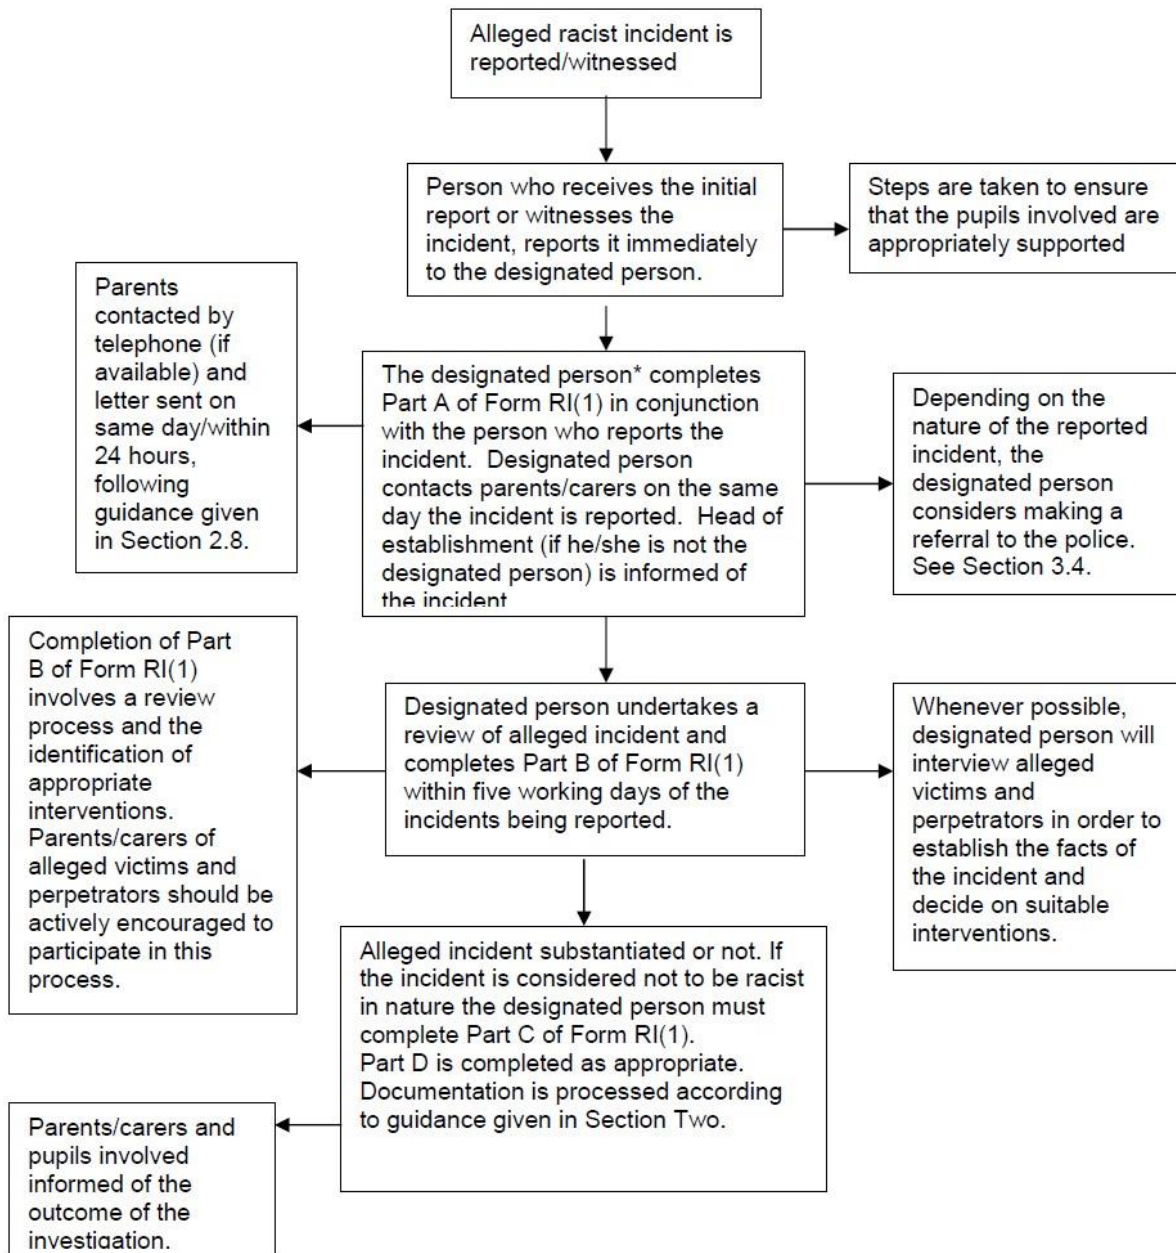 Alleged racist incident is
reported/witnessed
Person who receives the initial
report or witnesses the
incident, reports it immediately
to the designated person.
Steps are taken to ensure
that the pupils involved are
appropriately supported
Parents
contacted by
telephone (if
available) and
letter sent on
same day/within
24 hours,
following
guidance given
in Section 2.8.
The designated person* completes
Part A of Form RI(1) in conjunction
with the person who reports the
incident. Designated person
contacts parents/carers on the same
day the incident is reported. Head of
establishment (if he/she is not the
designated person) is informed of
the incident
Depending on the
nature of the reported
incident, the
designated person
considers making a
referral to the police.
See Section 3.4.
Completion of Part
B of Form RI(1)
involves a review
process and the
identification of
appropriate
interventions.
Parents/carers of
alleged victims and
perpetrators should be
actively encouraged to
participate in this
process.
Designated person undertakes a
review of alleged incident and
completes Part B of Form RI(1)
within five working days of the
incidents being reported.
Whenever possible,
designated person will
interview alleged
victims and
perpetrators in order to
establish the facts of
the incident and
decide on suitable
interventions.
Alleged incident substantiated or not. If
the incident is considered not to be racist
in nature the designated person must
complete Part C of Form RI(1).
Part D is completed as appropriate.
Documentation is processed according
to guidance given in Section Two.
Parents/carers and
pupils involved
informed of the
outcome of the
investigation.